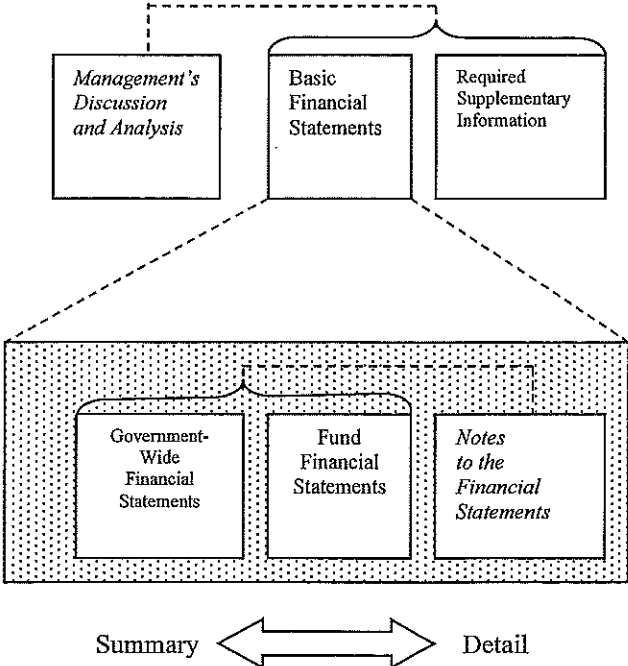 Management's
Discussion
and Analysis
Basic
Financial
Statements
Required
Supplementary
Information
Government-
Wide
Financial
Statements
Fund
Financial
Statements
Notes
to the
Financial
Statements
Summary
Detail